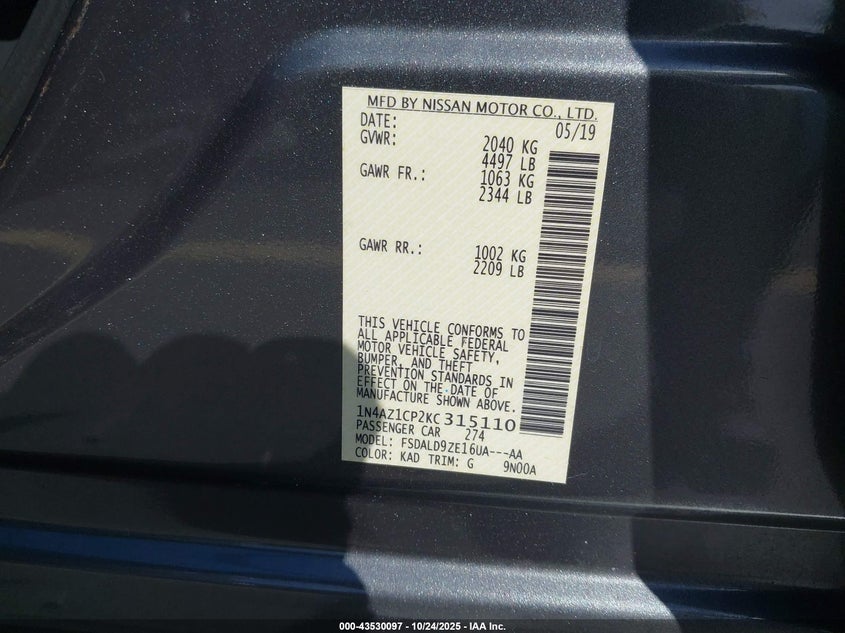 MFD BY NISSAN MOTOR CO., LTD.
DATE: 05/19
GVWR: 2040 KG
4497 LB
GAWR FR.: 1063 KG
2344 LB
GAWR RR.: 1002 KG
2209 LB
THIS VEHICLE CONFORMS TO
ALL APPLICABLE FEDERAL
MOTOR VEHICLE SAFETY,
BUMPER, AND THEFT
PREVENTION STANDARDS IN
EFFECT ON THE DATE OF
MANUFACTURE SHOWN ABOVE.
1N4AZ1CP2KC315110
PASSENGER CAR 274
MODEL: FSDALD9ZE16UA---AA
COLOR: KAD TRIM: G 9N00A
000-43530097 - 10/24/2025 - IAA Inc.